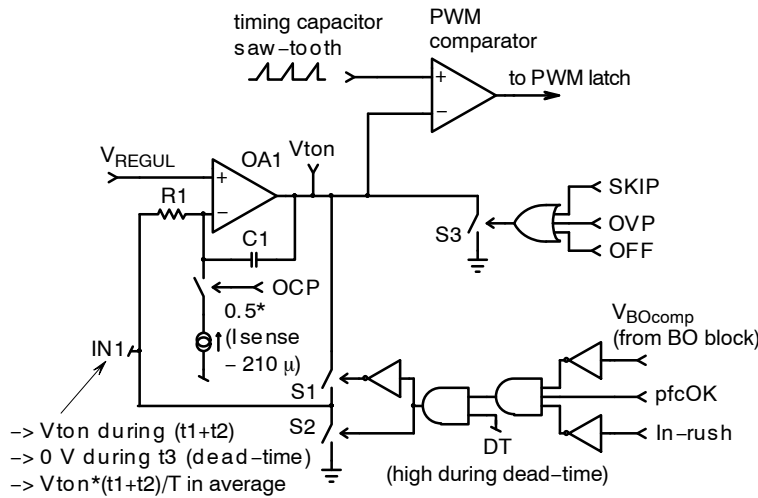 timing capacitor
saw-tooth
PWM
comparator
to PWM latch
+
−
Vton
VREGUL
OA1
+
−
R1
C1
S3
SKIP
OVP
OFF
OCP
0.5*
(Isense
− 210 µ)
IN1
VBOcomp
(from BO block)
pfcOK
In-rush
S1
S2
DT
(high during dead-time)
-> Vton during (t1+t2)
-> 0 V during t3 (dead-time)
-> Vton*(t1+t2)/T in average